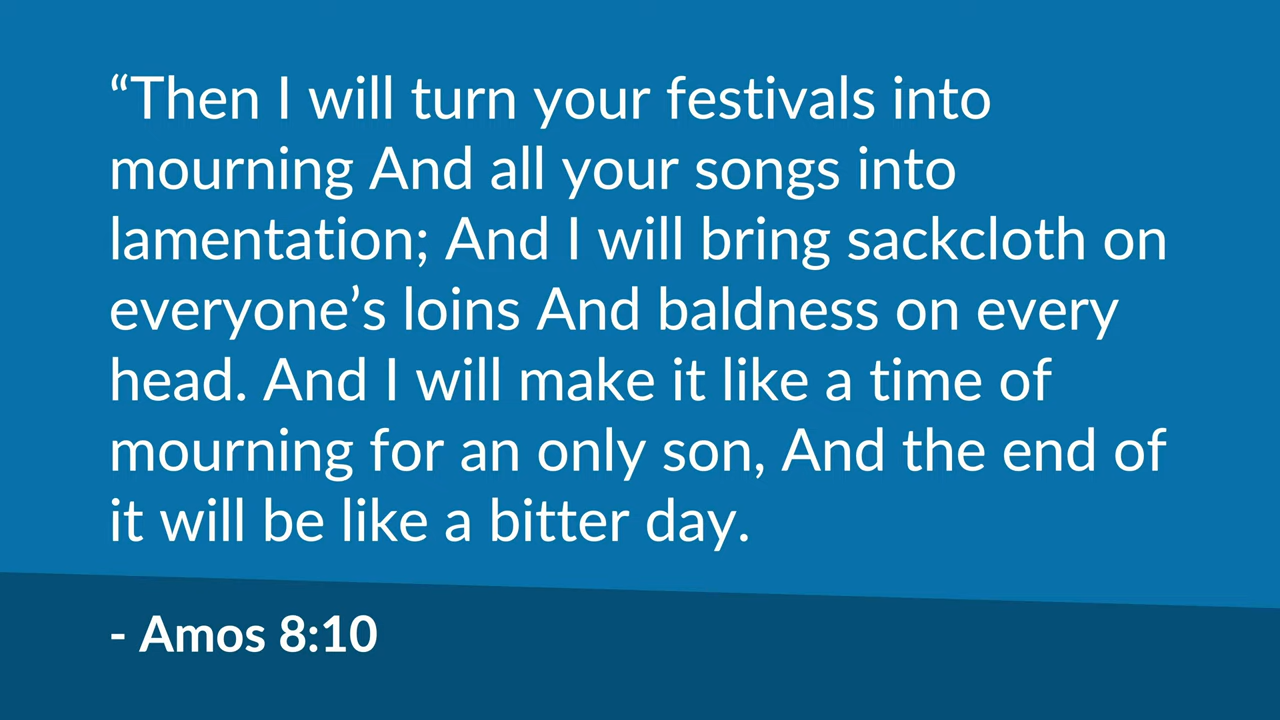 “Then I will turn your festivals into
mourning And all your songs into
lamentation; And I will bring sackcloth on
everyone’s loins And baldness on every
head. And I will make it like a time of
mourning for an only son, And the end of
it will be like a bitter day.
- Amos 8:10